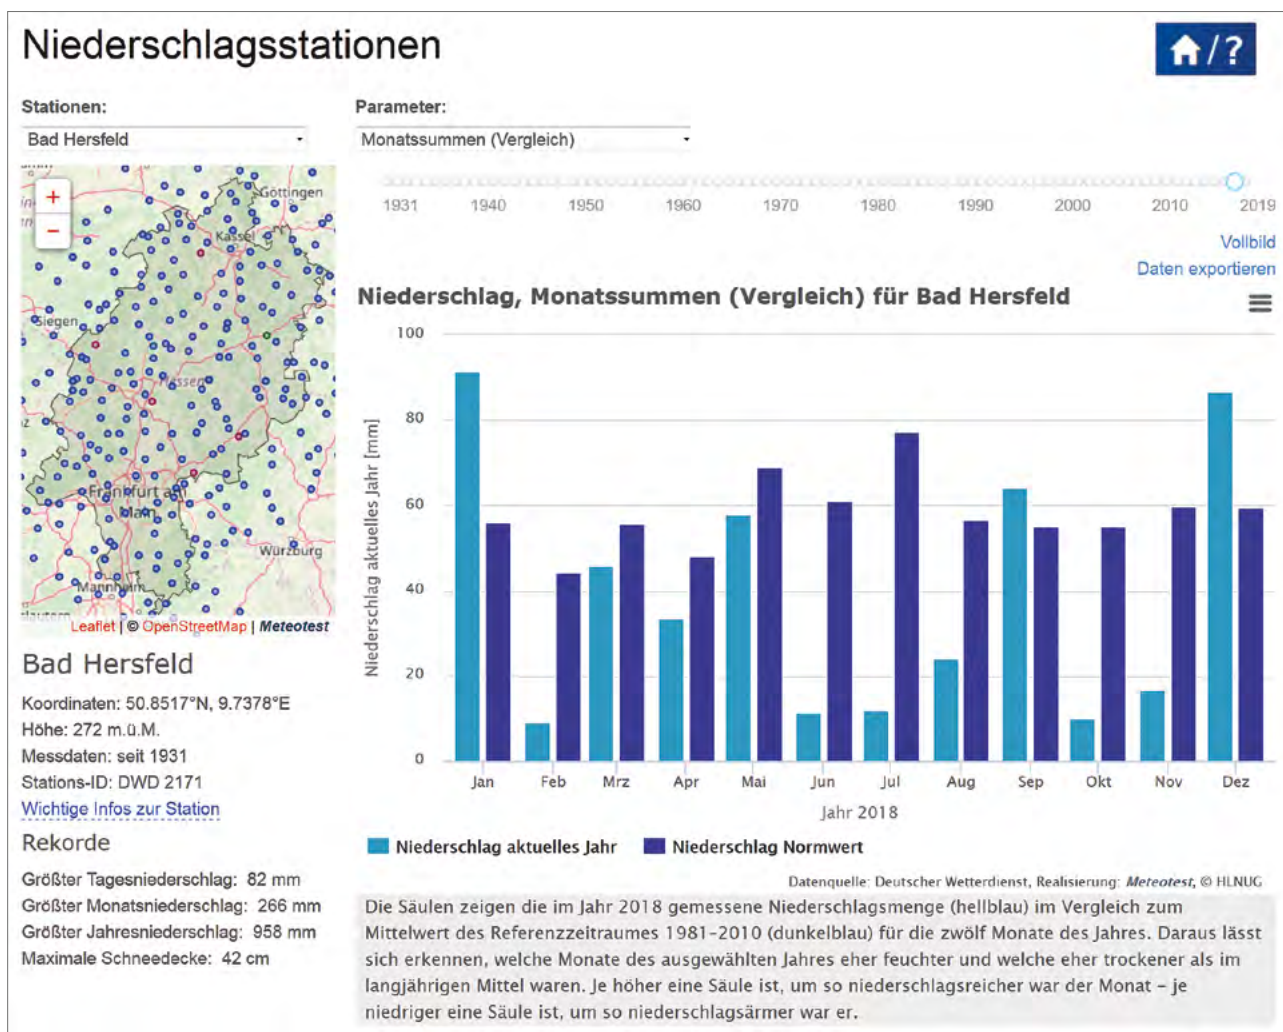 Niederschlagsstationen
/?
Stationen:
Bad Hersfeld
Parameter:
Monatssummen (Vergleich)
1931 1940 1950 1960 1970 1980 1990 2000 2010 2019
Vollbild
Daten exportieren
+
−
Göttingen
Kassel
Siegen
Hessen
Frankfurt am
Main
Würzburg
Mannheim
Leaflet | © OpenStreetMap | Meteotest
Niederschlag, Monatssummen (Vergleich) für Bad Hersfeld
Niederschlag aktuelles Jahr [mm]
100
80
60
40
20
0
Jan Feb Mrz Apr Mai Jun Jul Aug Sep Okt Nov Dez
Jahr 2018
Niederschlag aktuelles Jahr Niederschlag Normwert
Datenquelle: Deutscher Wetterdienst, Realisierung: Meteotest, © HLNUG
Bad Hersfeld
Koordinaten: 50.8517°N, 9.7378°E
Höhe: 272 m.ü.M.
Messdaten: seit 1931
Stations-ID: DWD 2171
Wichtige Infos zur Station
Rekorde
Größter Tagesniederschlag: 82 mm
Größter Monatsniederschlag: 266 mm
Größter Jahresniederschlag: 958 mm
Maximale Schneedecke: 42 cm
Die Säulen zeigen die im Jahr 2018 gemessene Niederschlagsmenge (hellblau) im Vergleich zum
Mittelwert des Referenzzeitraumes 1981–2010 (dunkelblau) für die zwölf Monate des Jahres. Daraus lässt
sich erkennen, welche Monate des ausgewählten Jahres eher feuchter und welche eher trockener als im
langjährigen Mittel waren. Je höher eine Säule ist, um so niederschlagsreicher war der Monat – je
niedriger eine Säule ist, um so niederschlagsärmer war er.